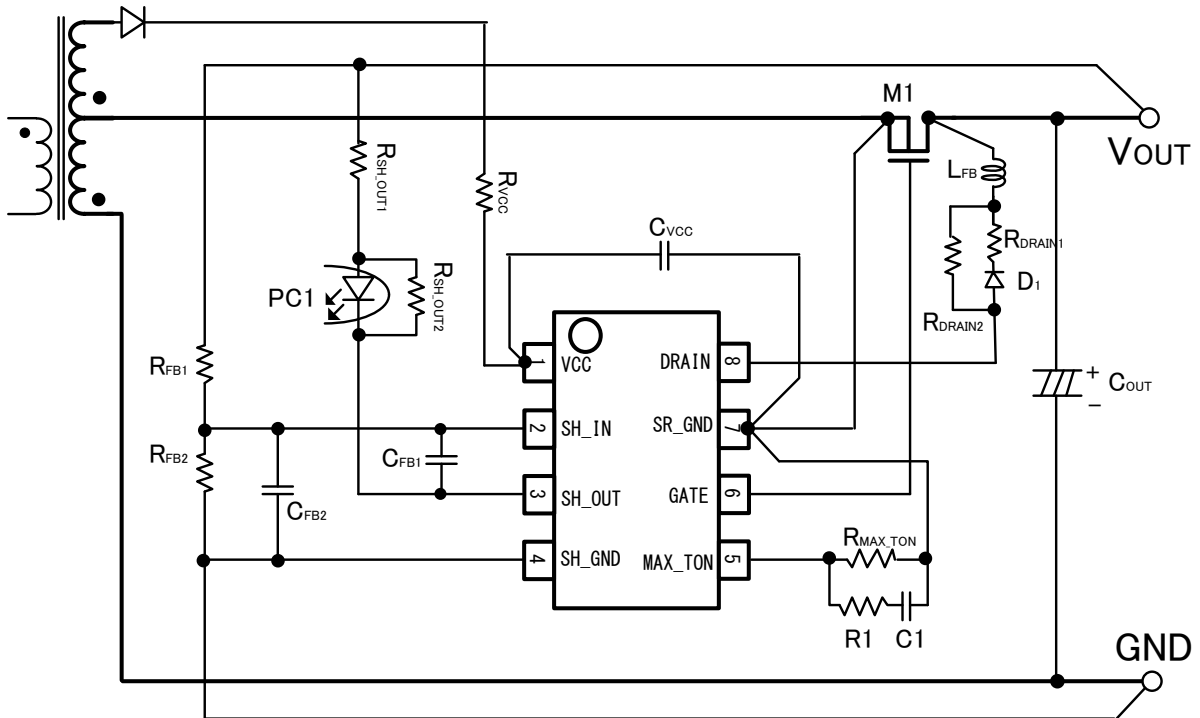 M1
VOUT
LFB
RSH_OUT1
RVCC
CVCC
RDRAIN1
D1
RDRAIN2
PC1
RSH_OUT2
RFB1
1 VCC
DRAIN 8
+
COUT
−
2 SH_IN
SR_GND 7
RFB2
CFB1
3 SH_OUT
GATE 6
CFB2
RMAX_TON
4 SH_GND
MAX_TON 5
R1 C1
GND